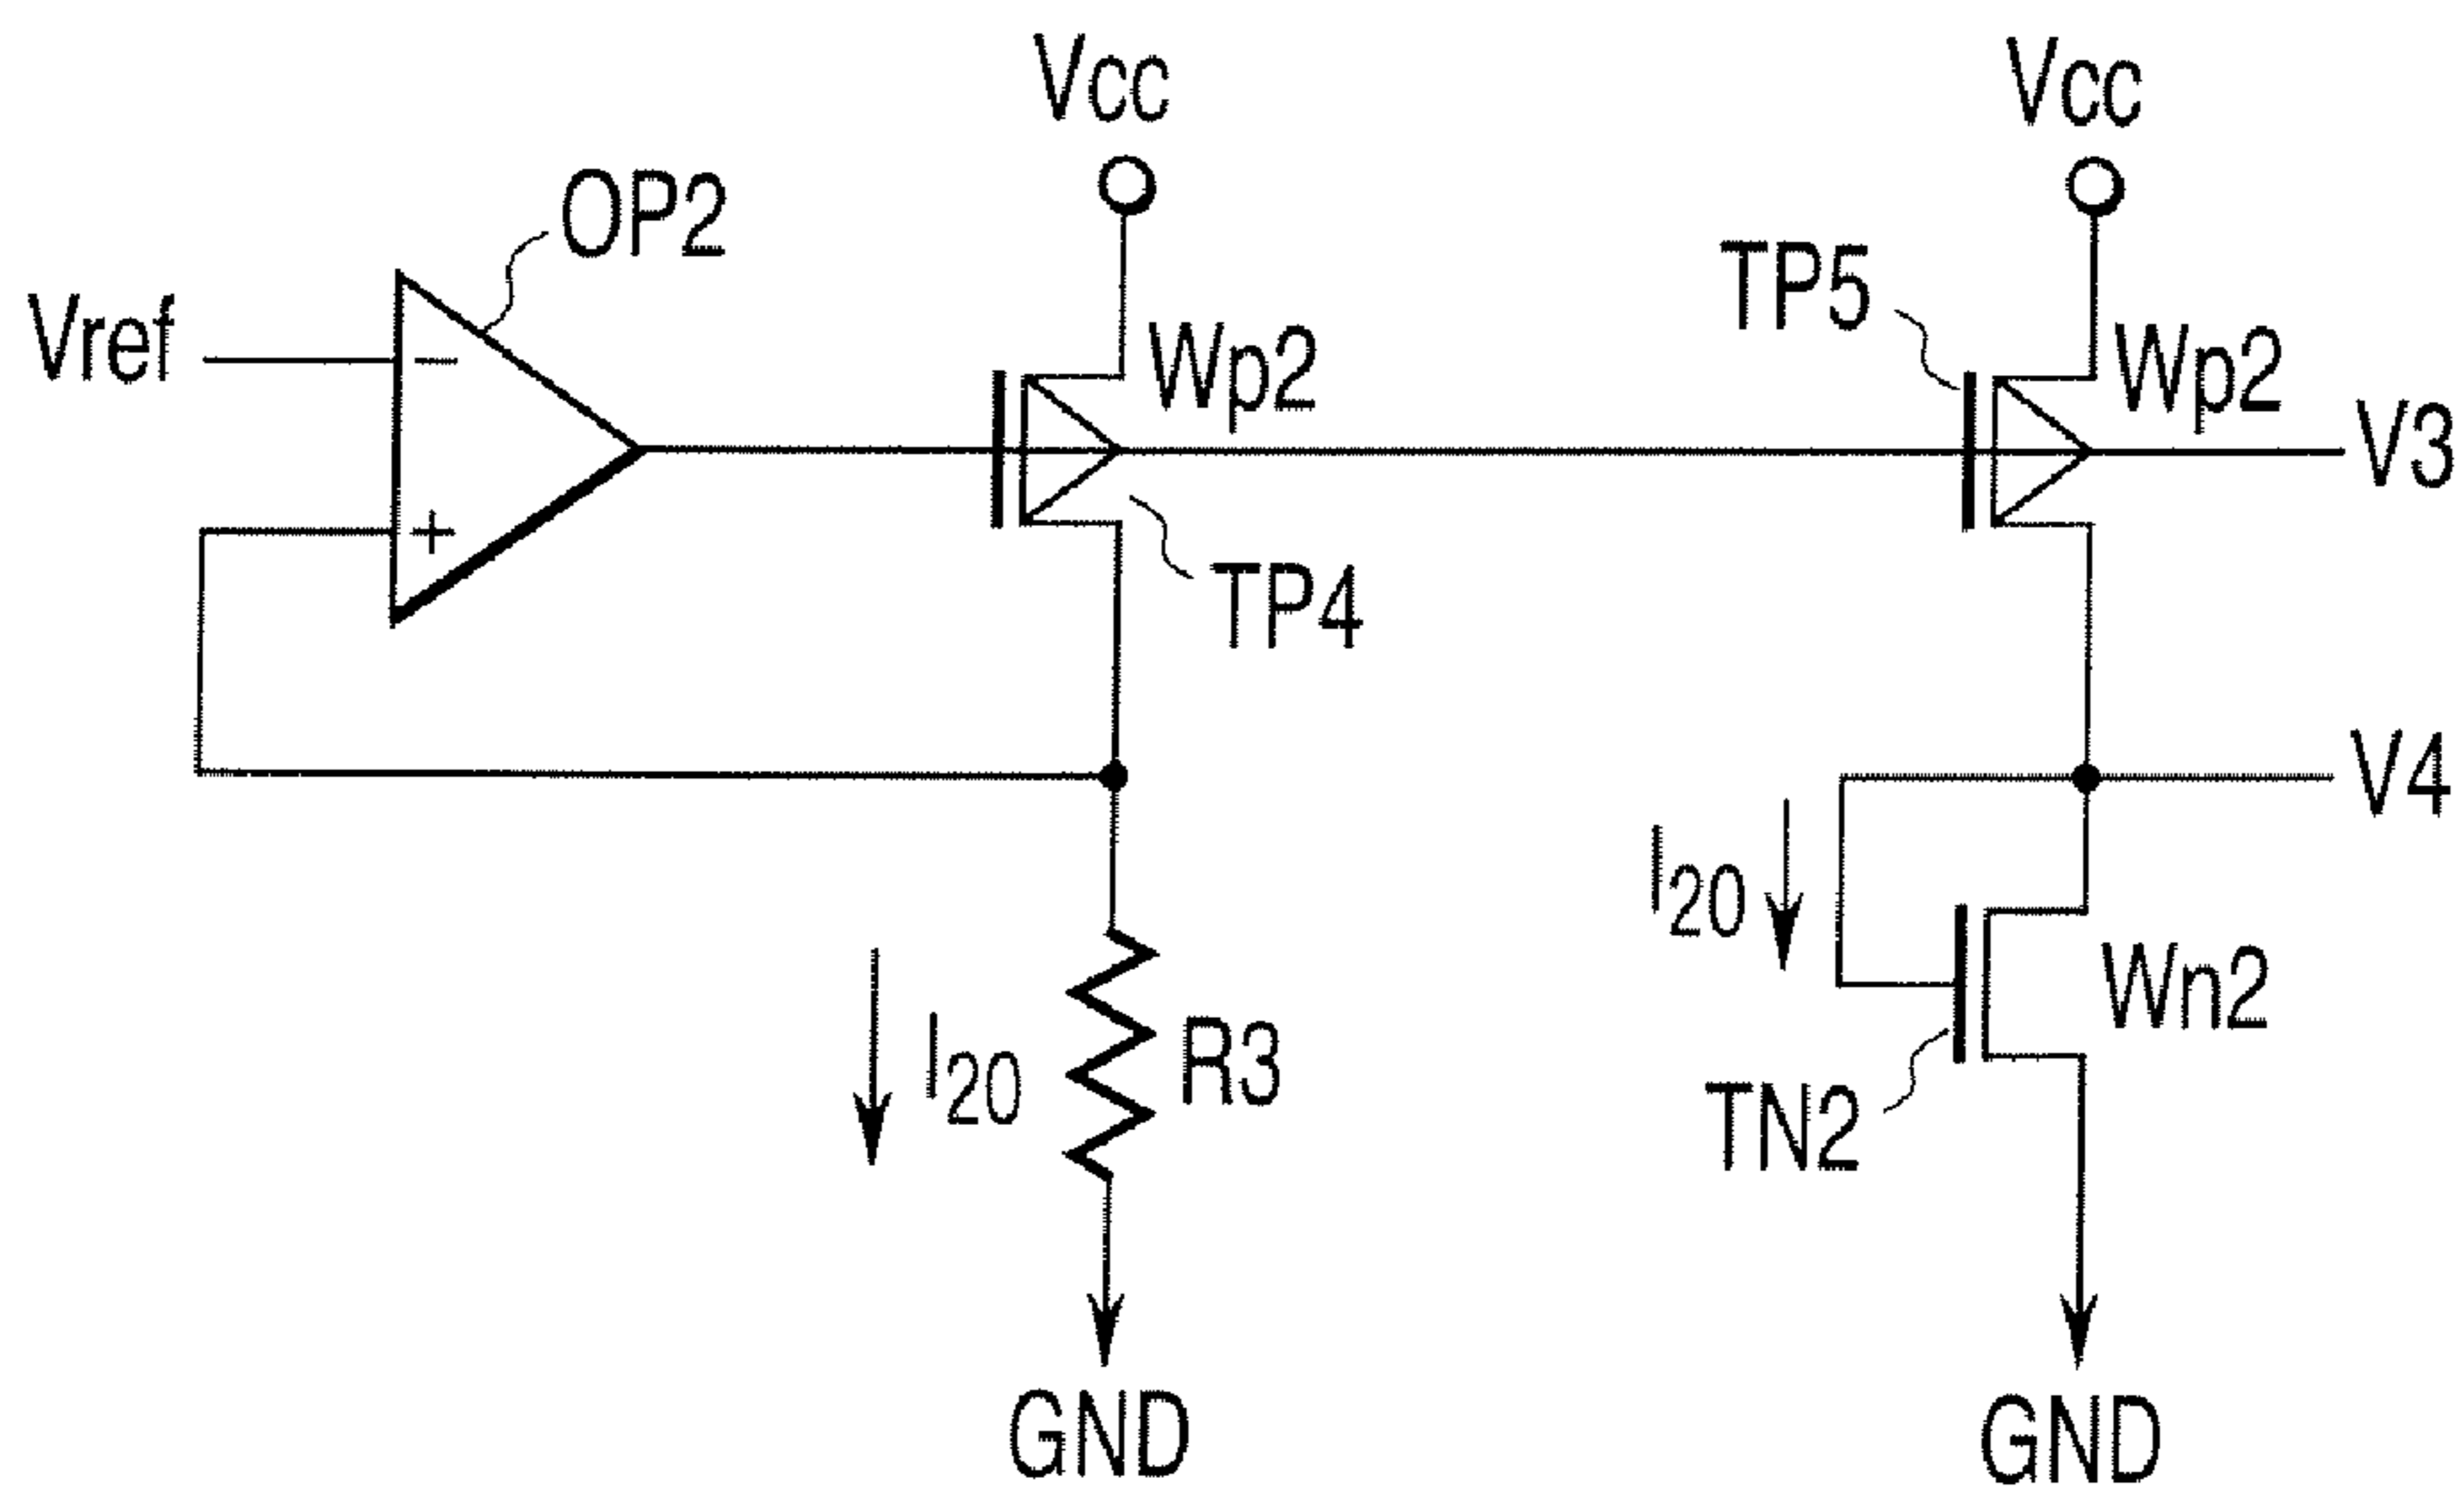 Vcc
Vcc
OP2
TP5
Vref
−
Wp2
Wp2
V3
+
TP4
V4
I20
Wn2
I20
R3
TN2
GND
GND